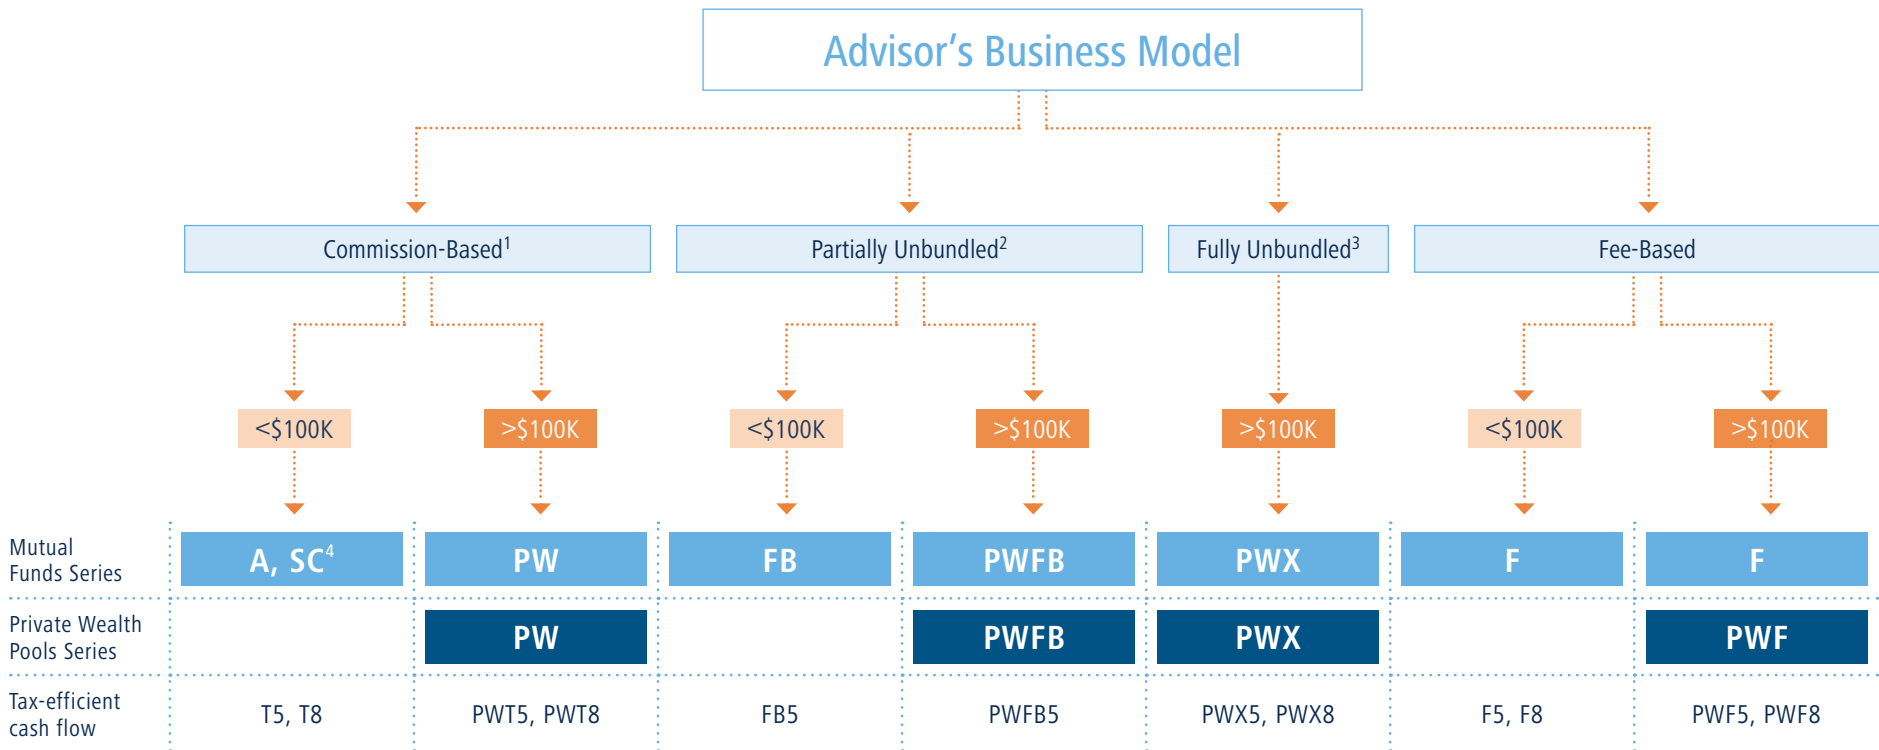 Advisor’s Business Model
Commission-Based1
Partially Unbundled2
Fully Unbundled3
Fee-Based
<$100K
>$100K
<$100K
>$100K
>$100K
<$100K
>$100K
Mutual
Funds Series
A, SC4
PW
FB
PWFB
PWX
F
F
Private Wealth
Pools Series
PW
PWFB
PWX
PWF
Tax-efficient
cash flow
T5, T8
PWT5, PWT8
FB5
PWFB5
PWX5, PWX8
F5, F8
PWF5, PWF8